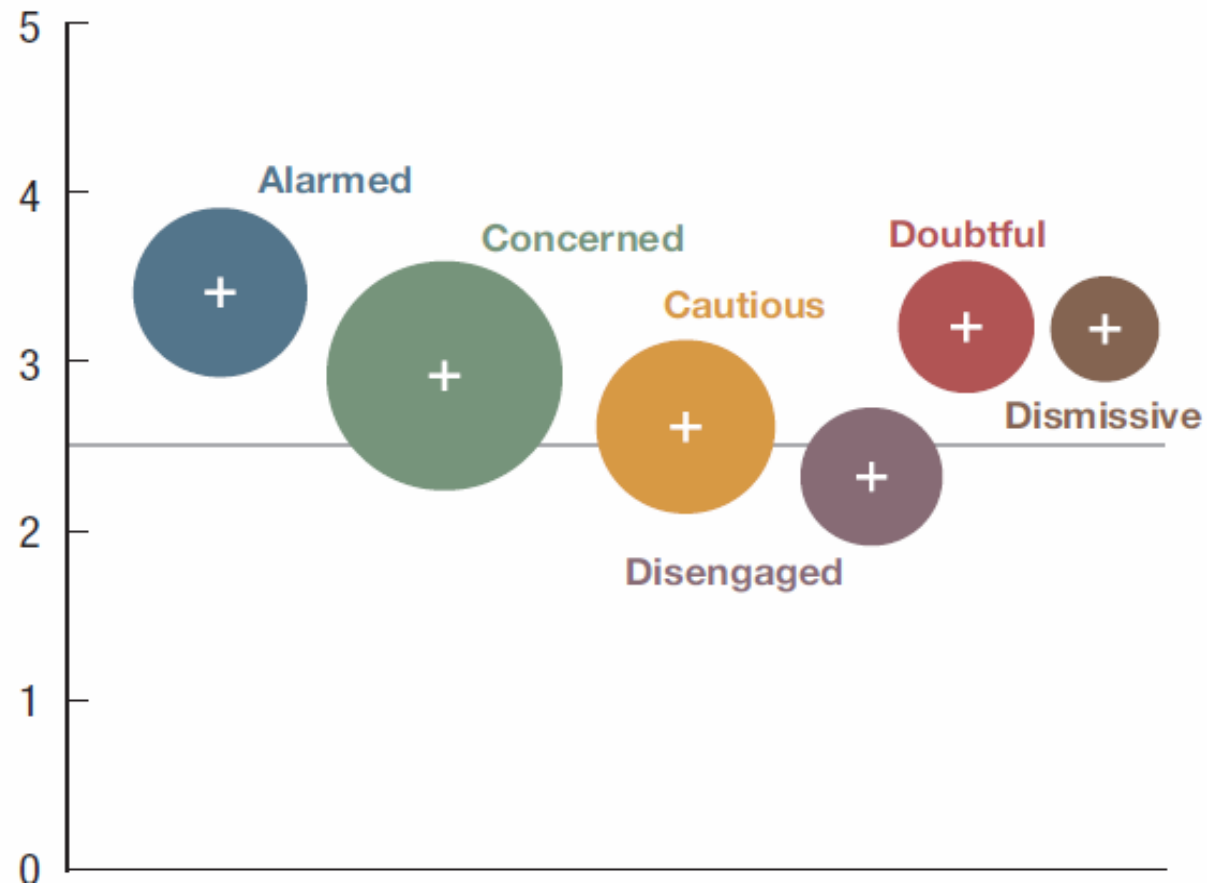 5
4
3
2
1
0
Alarmed
Concerned
Cautious
Disengaged
Doubtful
Dismissive